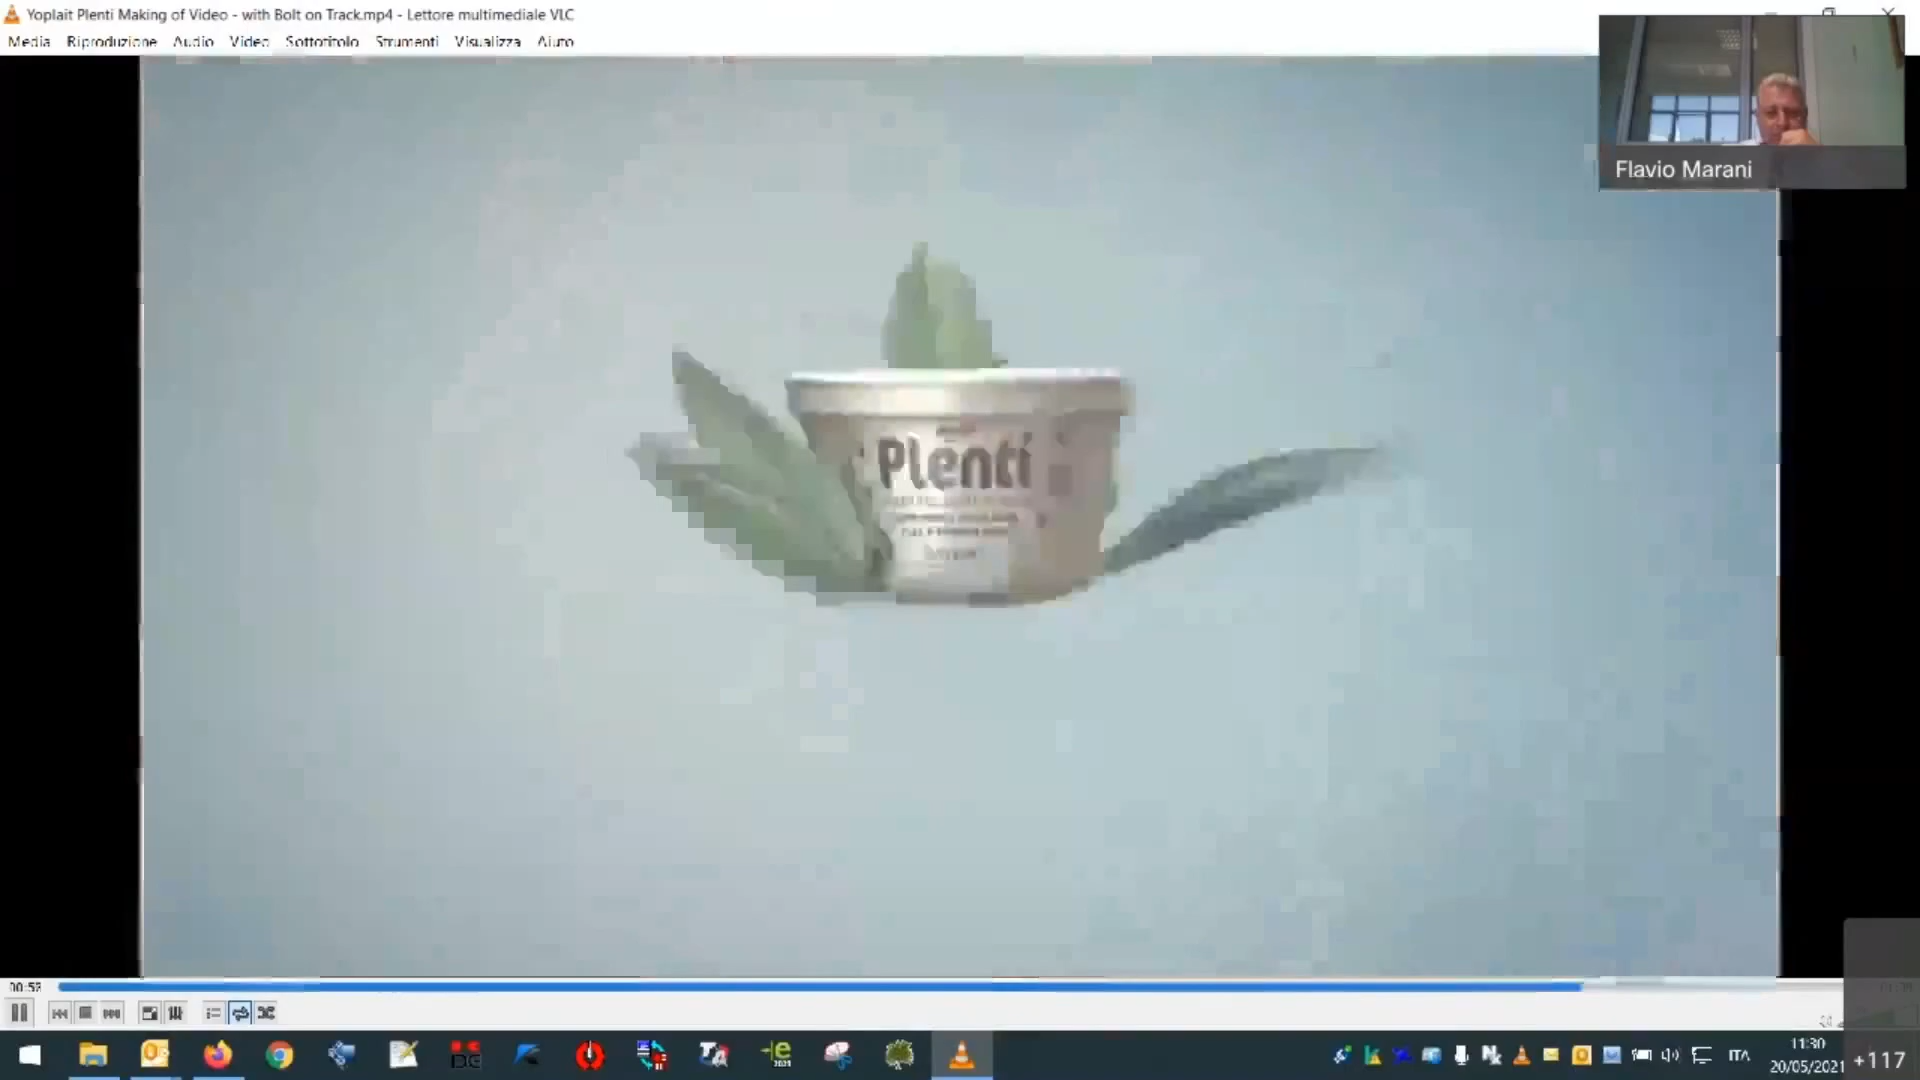 Yoplait Plenti Making of Video - with Bolt on Track.mp4 - Lettore multimediale VLC
Media Riproduzione Audio Video Sottotitolo Strumenti Visualizza Aiuto
Flavio Marani
Plenti
ITA
11:30
20/05/2021
+117